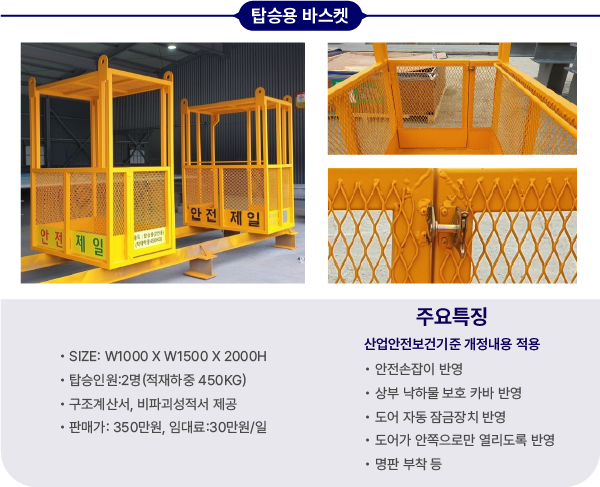 탑승용 바스켓
안전제일
안전제일
주요특징
산업안전보건기준 개정내용 적용
• SIZE: W1000 X W1500 X 2000H
• 탑승인원:2명(적재하중 450KG)
• 구조계산서, 비파괴성적서 제공
• 판매가: 350만원, 임대료:30만원/일
• 안전손잡이 반영
• 상부 낙하물 보호 카바 반영
• 도어 자동 잠금장치 반영
• 도어가 안쪽으로만 열리도록 반영
• 명판 부착 등